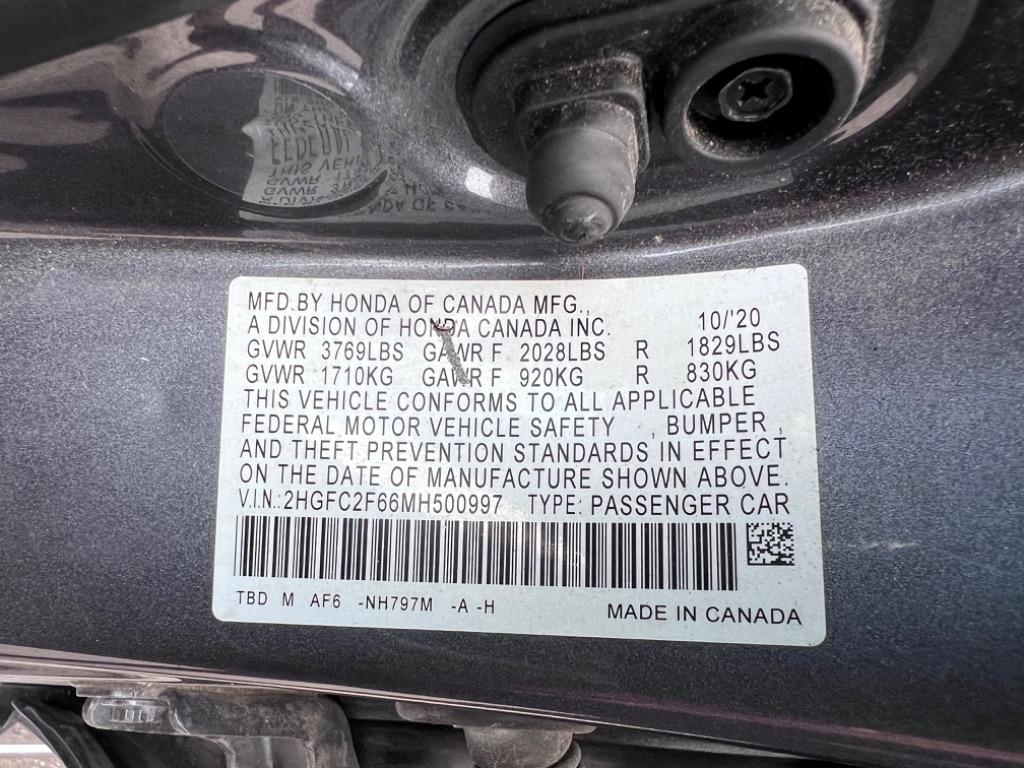 MFD.BY HONDA OF CANADA MFG.,
A DIVISION OF HONDA CANADA INC. 10/'20
GVWR 3769LBS GAWR F 2028LBS R 1829LBS
GVWR 1710KG GAWR F 920KG R 830KG
THIS VEHICLE CONFORMS TO ALL APPLICABLE
FEDERAL MOTOR VEHICLE SAFETY , BUMPER ,
AND THEFT PREVENTION STANDARDS IN EFFECT
ON THE DATE OF MANUFACTURE SHOWN ABOVE.
V.I.N.:2HGFC2F66MH500997 TYPE: PASSENGER CAR
TBD M AF6 -NH797M -A -H MADE IN CANADA